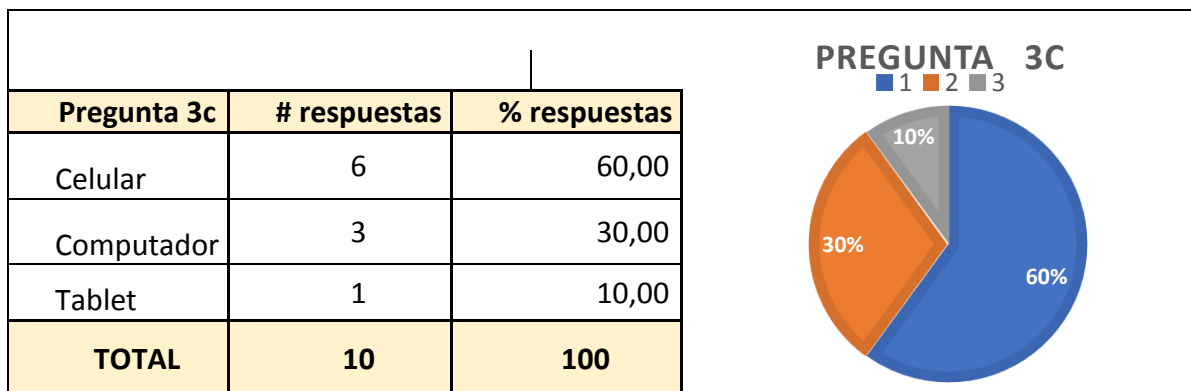 Pregunta 3c # respuestas % respuestas
Celular 6 60,00
Computador 3 30,00
Tablet 1 10,00
TOTAL 10 100
PREGUNTA 3C
1 2 3
10%
30%
60%